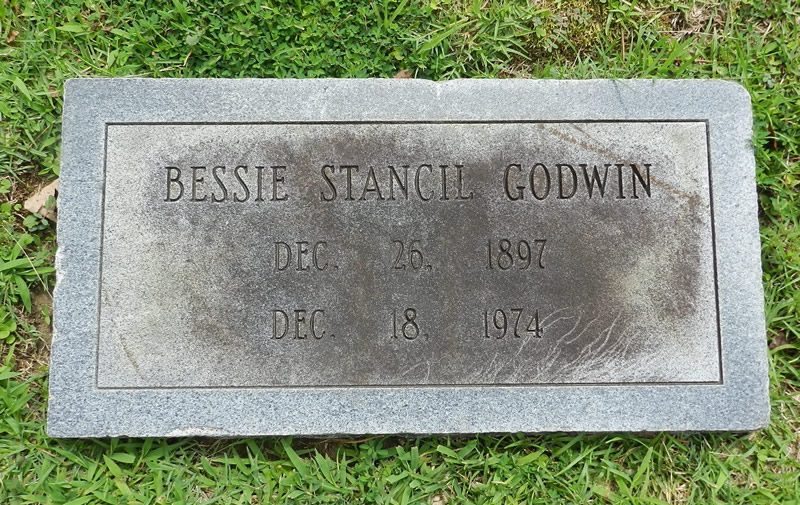 BESSIE STANCIL GODWIN
DEC. 26, 1897
DEC. 18, 1974